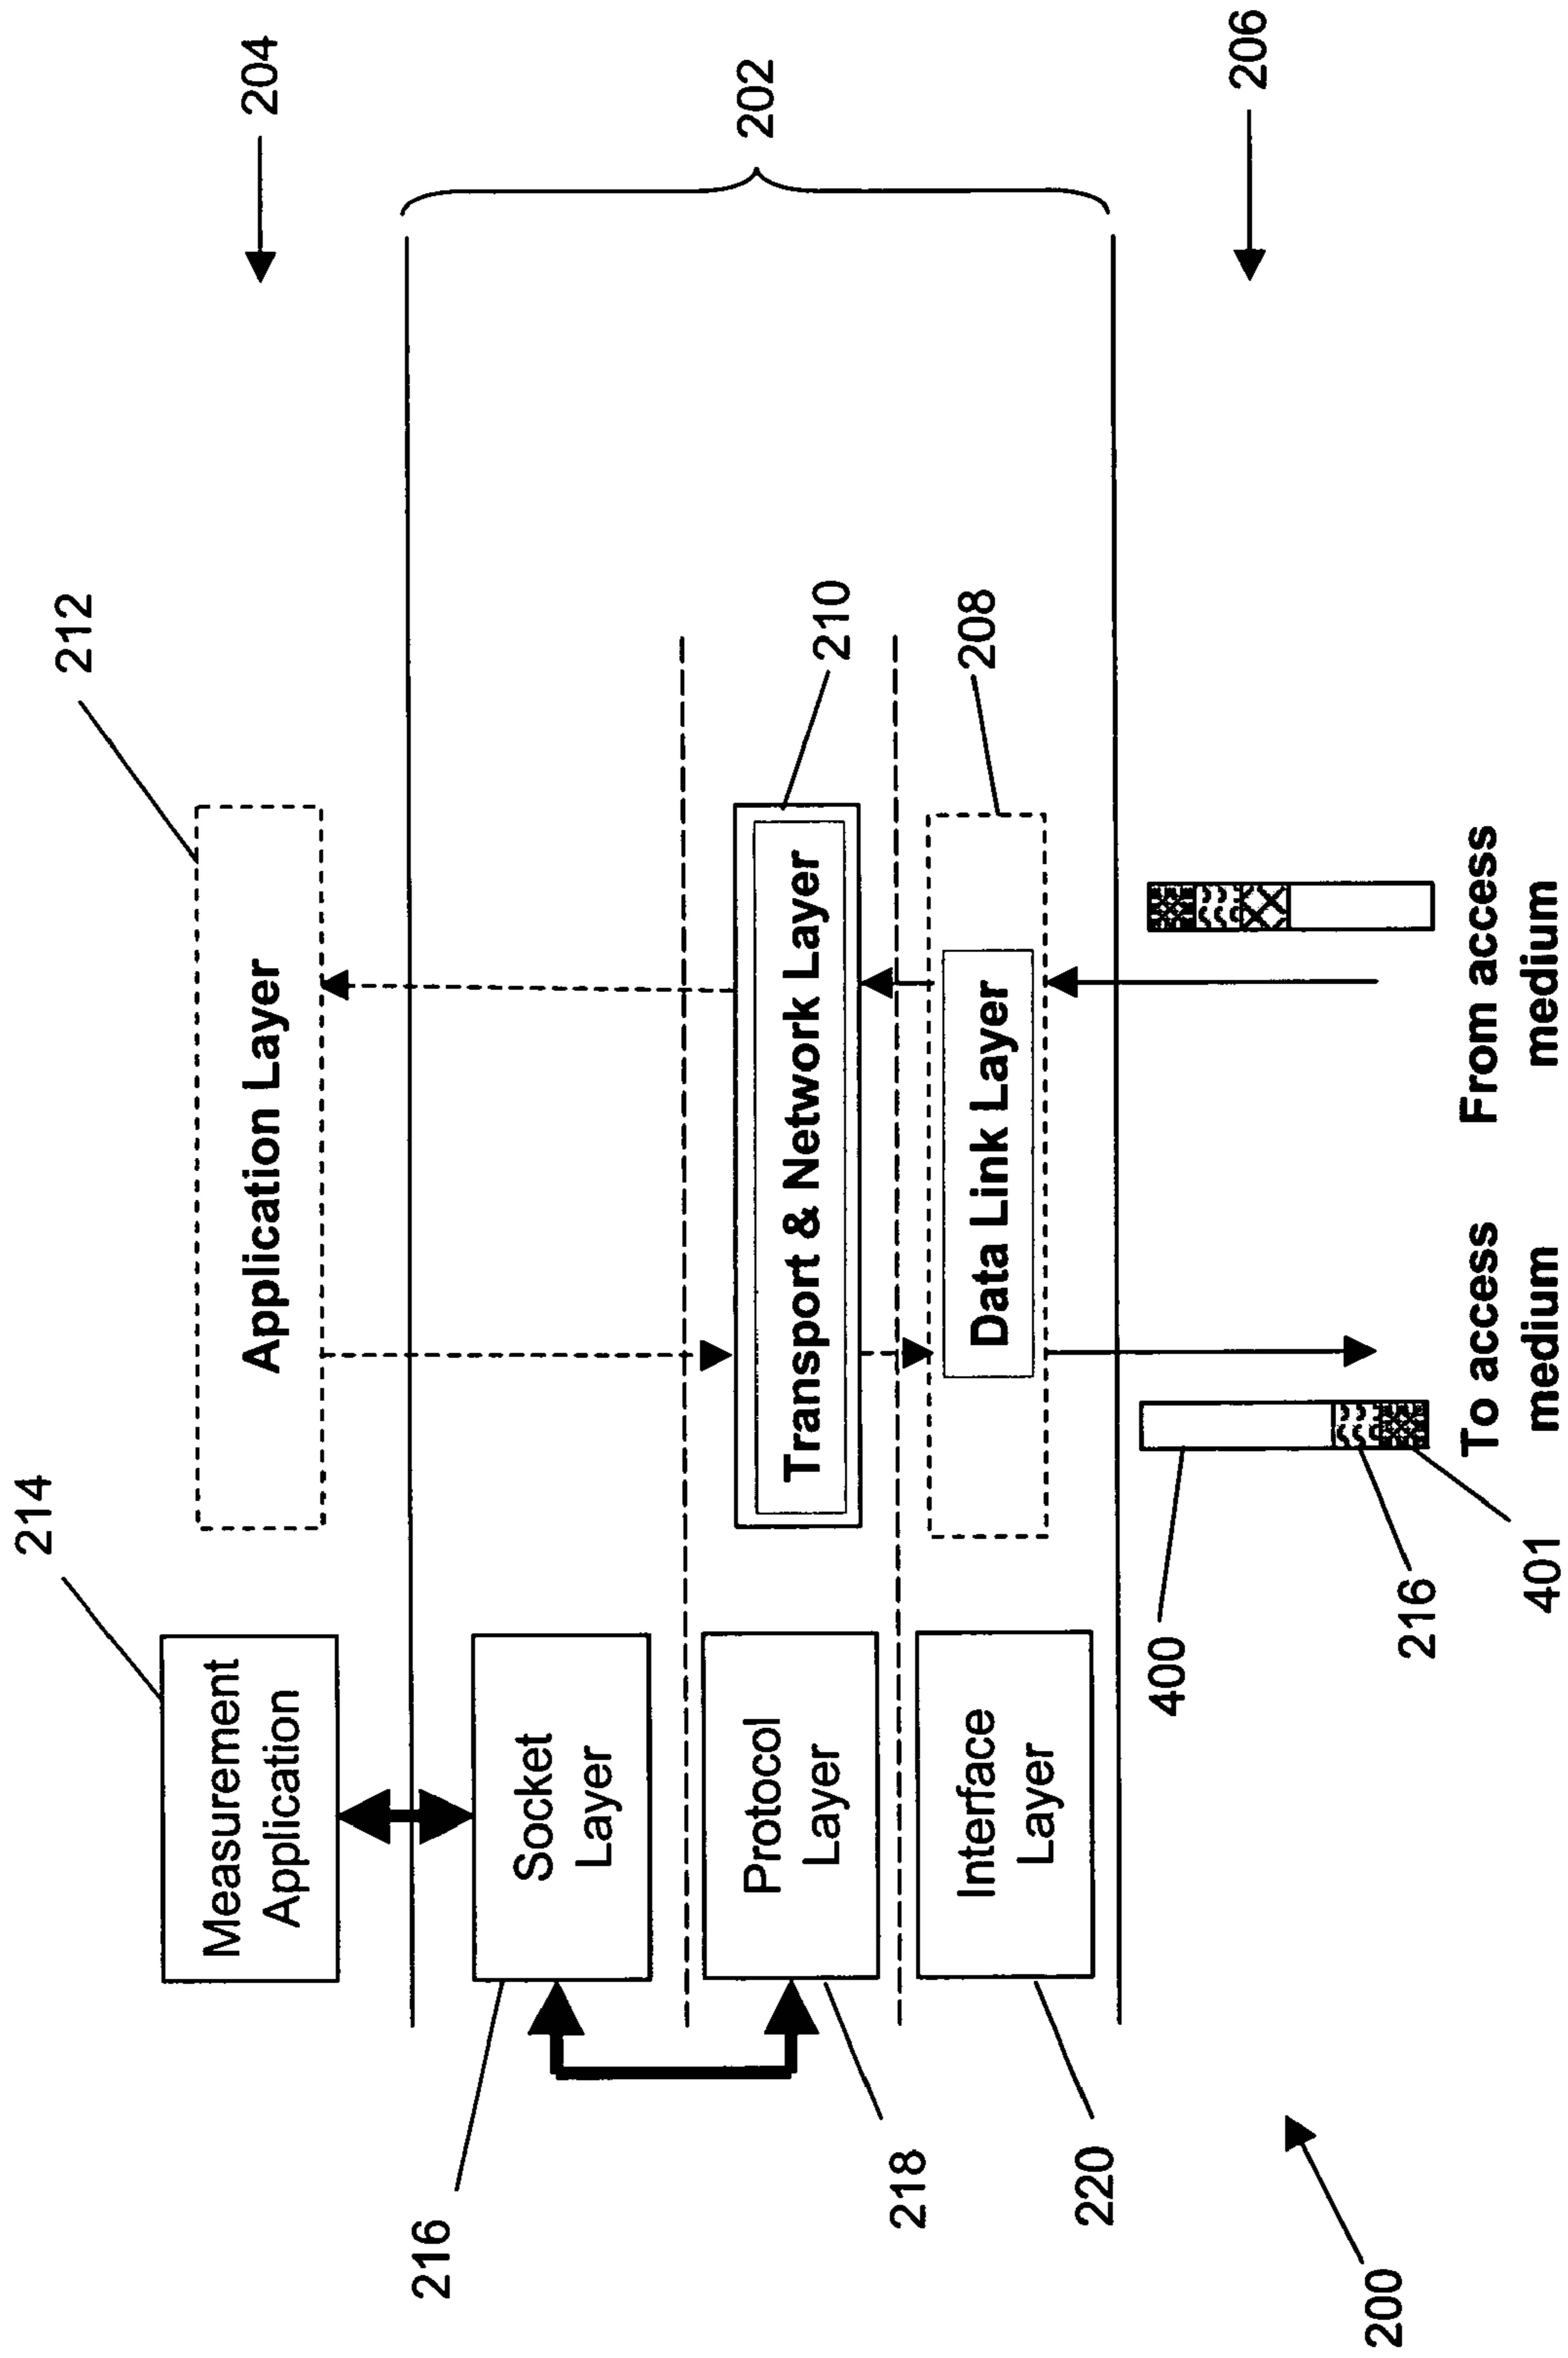 214
212
204
Measurement
Application
Application Layer
202
216
Socket
Layer
218
Protocol
Layer
Transport & Network Layer
210
220
Interface
Layer
Data Link Layer
208
206
200
400
216
401
To access
medium
From access
medium